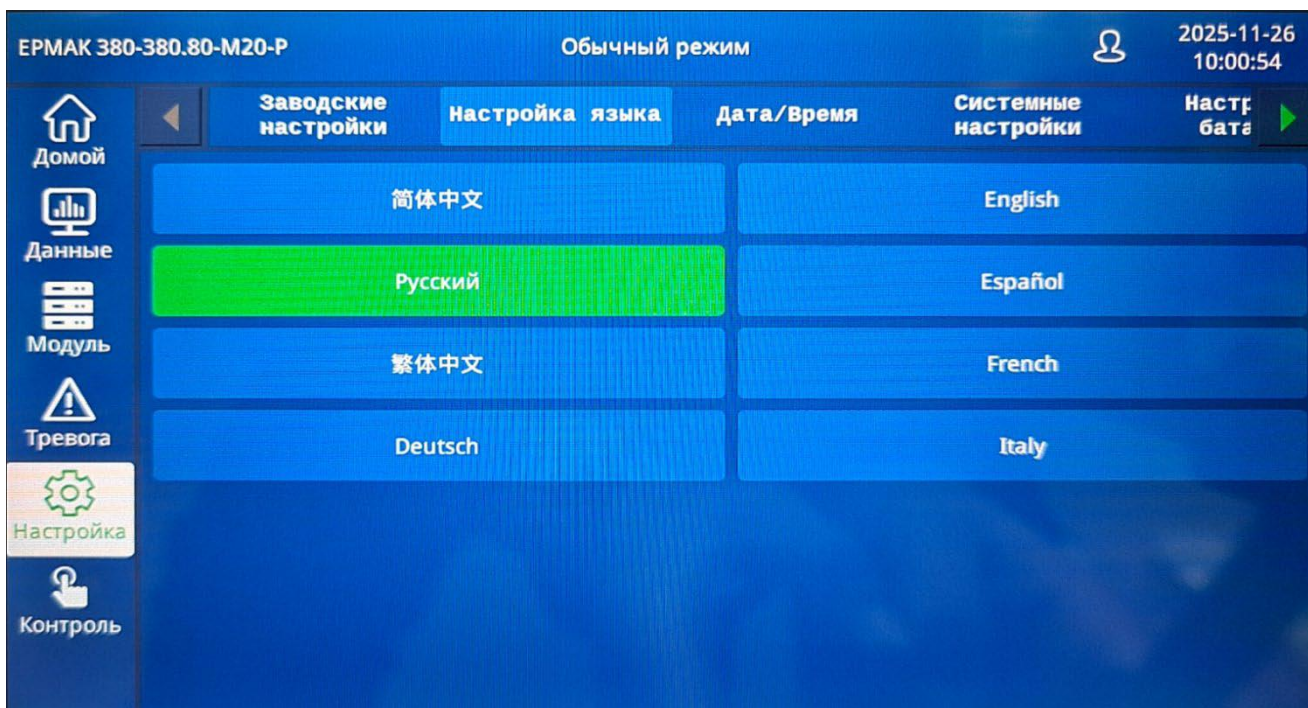 ЕРМАК 380-380.80-М20-Р
Обычный режим
2025-11-26
10:00:54
Домой
Данные
Модуль
Тревога
Настройка
Контроль
Заводские
настройки
Настройка языка
Дата/Время
Системные
настройки
Настр
бата
简体中文
English
Русский
Español
繁体中文
French
Deutsch
Italy